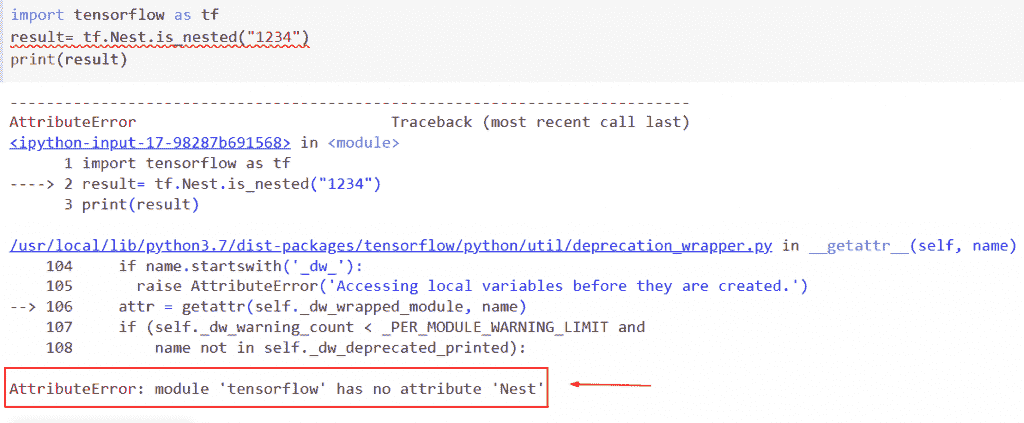 import tensorflow as tf
result= tf.Nest.is_nested("1234")
print(result)
---------------------------------------------------------------------------
AttributeError                            Traceback (most recent call last)
<ipython-input-17-98287b691568> in <module>
      1 import tensorflow as tf
----> 2 result= tf.Nest.is_nested("1234")
      3 print(result)
/usr/local/lib/python3.7/dist-packages/tensorflow/python/util/deprecation_wrapper.py in __getattr__(self, name)
    104     if name.startswith('_dw_'):
    105       raise AttributeError('Accessing local variables before they are created.')
--> 106     attr = getattr(self._dw_wrapped_module, name)
    107     if (self._dw_warning_count < _PER_MODULE_WARNING_LIMIT and
    108         name not in self._dw_deprecated_printed):
AttributeError: module 'tensorflow' has no attribute 'Nest'